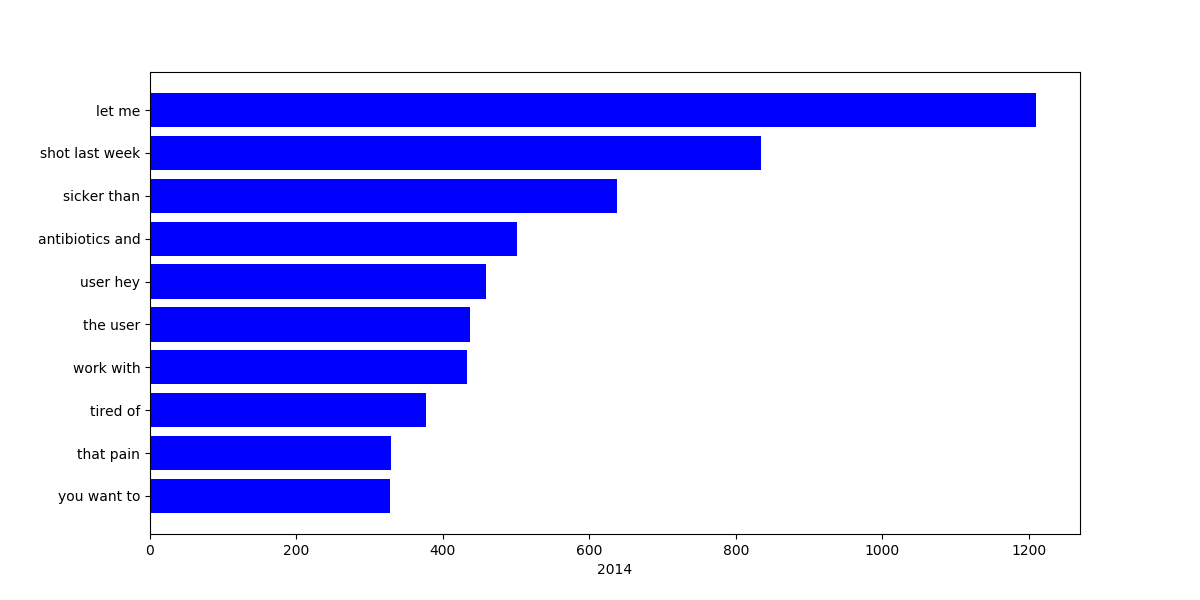 let me
shot last week
sicker than
antibiotics and
user hey
the user
work with
tired of
that pain
you want to
0 200 400 600 800 1000 1200
2014